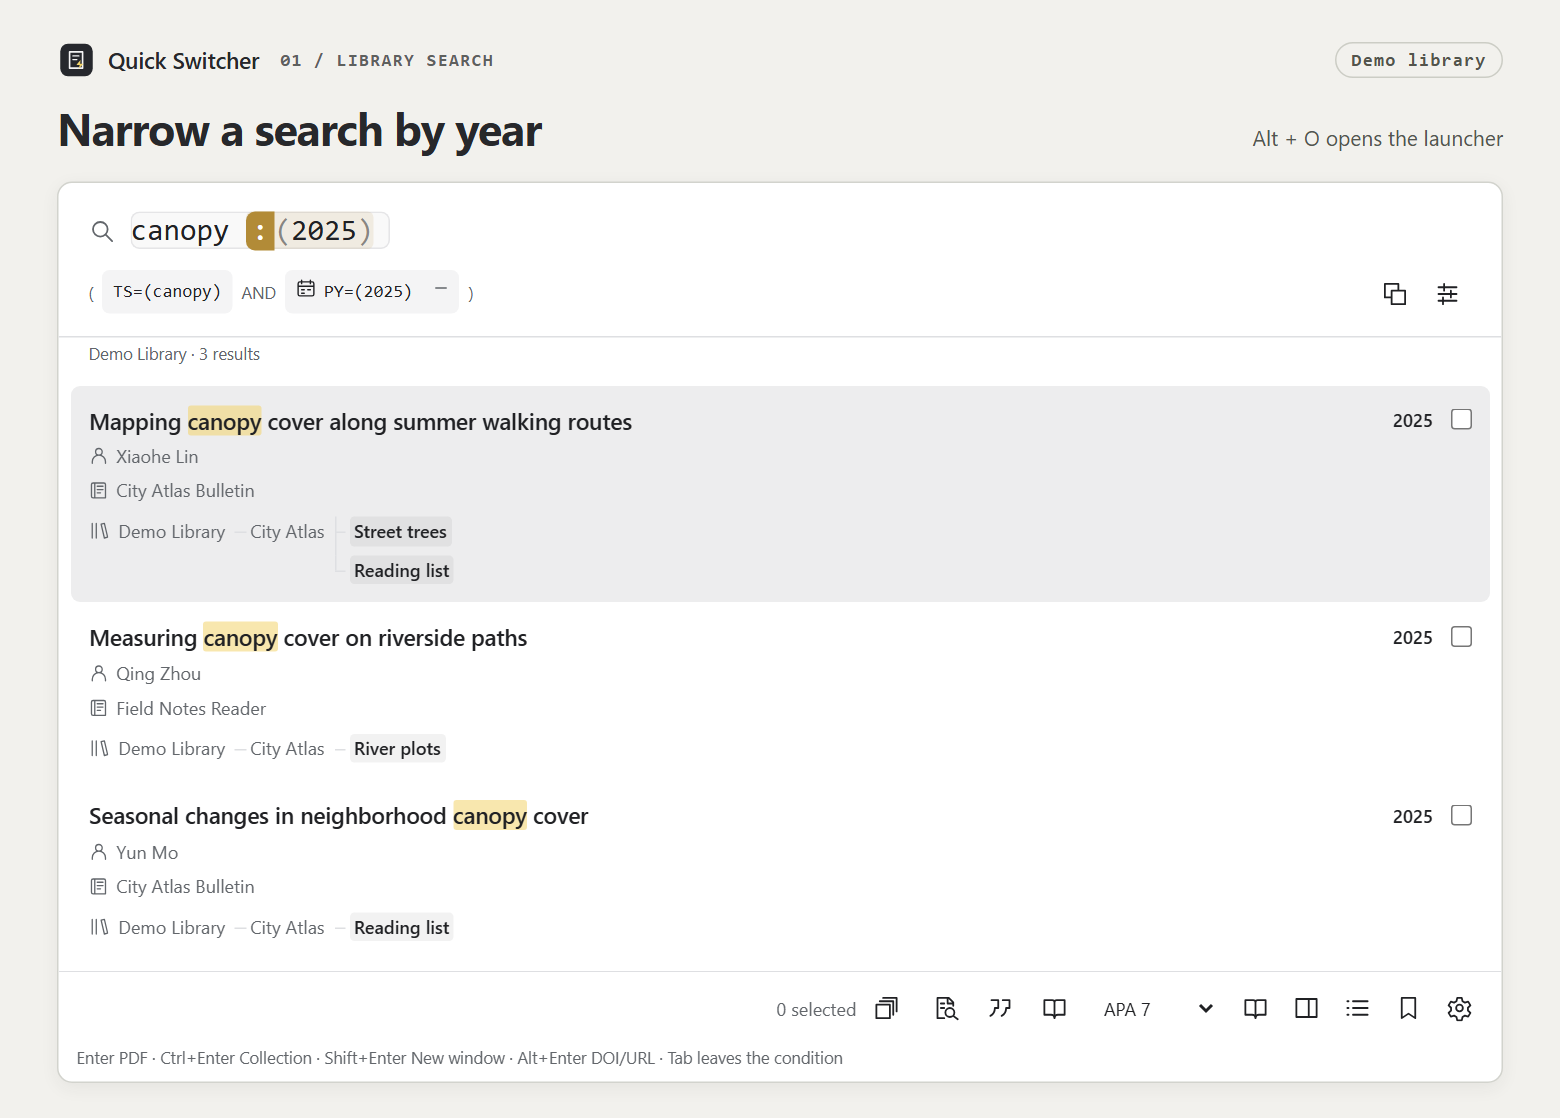 Quick Switcher 01 / LIBRARY SEARCH
Demo library
Narrow a search by year
Alt + O opens the launcher
canopy :(2025)
( TS=(canopy) AND PY=(2025) – )
Demo Library · 3 results
Mapping canopy cover along summer walking routes 2025
Xiaohe Lin
City Atlas Bulletin
Demo Library – City Atlas – Street trees
Reading list
Measuring canopy cover on riverside paths 2025
Qing Zhou
Field Notes Reader
Demo Library – City Atlas – River plots
Seasonal changes in neighborhood canopy cover 2025
Yun Mo
City Atlas Bulletin
Demo Library – City Atlas – Reading list
0 selected APA 7
Enter PDF · Ctrl+Enter Collection · Shift+Enter New window · Alt+Enter DOI/URL · Tab leaves the condition